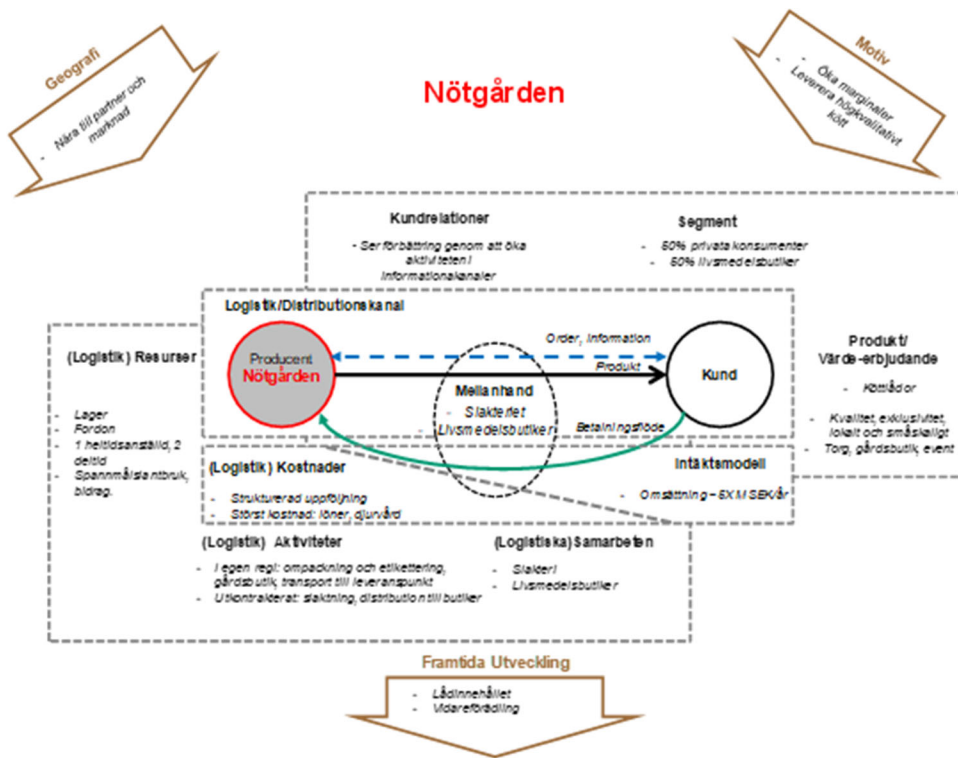 Geografi
- Nära till partner och
marknad
Nötgården
Motiv
- Öka marginaler
- Leverera högkvalitativt
kött
Kundrelationer
- Ser förbättring genom att öka
aktiviteten i
informationskanaler
Segment
- 50% privata konsumenter
- 50% livsmedelsbutiker
Logistik/Distributionskanal
Producent
Nötgården
Order, information
Produkt
Mellanhand
- Slakteriet
- Livsmedelsbutiker
Betalningsflöde
Kund
(Logistik) Resurser
- Lager
- Fordon
- 1 heltidsanställd, 2
deltid
- Spannmålslantbruk,
bidrag.
Produkt/
Värde-erbjudande
- Köttlådor
- Kvalitet, exklusivitet,
lokalt och småskaligt
- Torg, gårdsbutik, event
(Logistik) Kostnader
- Strukturerad uppföljning
- Störst kostnad: löner, djurvård
Intäktsmodell
- Omsättning ~5XM SEK/år
(Logistik) Aktiviteter
- I egen regi: ompackning och etikettering,
gårdsbutik, transport till leveranspunkt
- Utkontrakterat: slaktning, distribution till butiker
(Logistiska) Samarbeten
- Slakteri
- Livsmedelsbutiker
Framtida Utveckling
- Lådinnehållet
- Vidareförädling